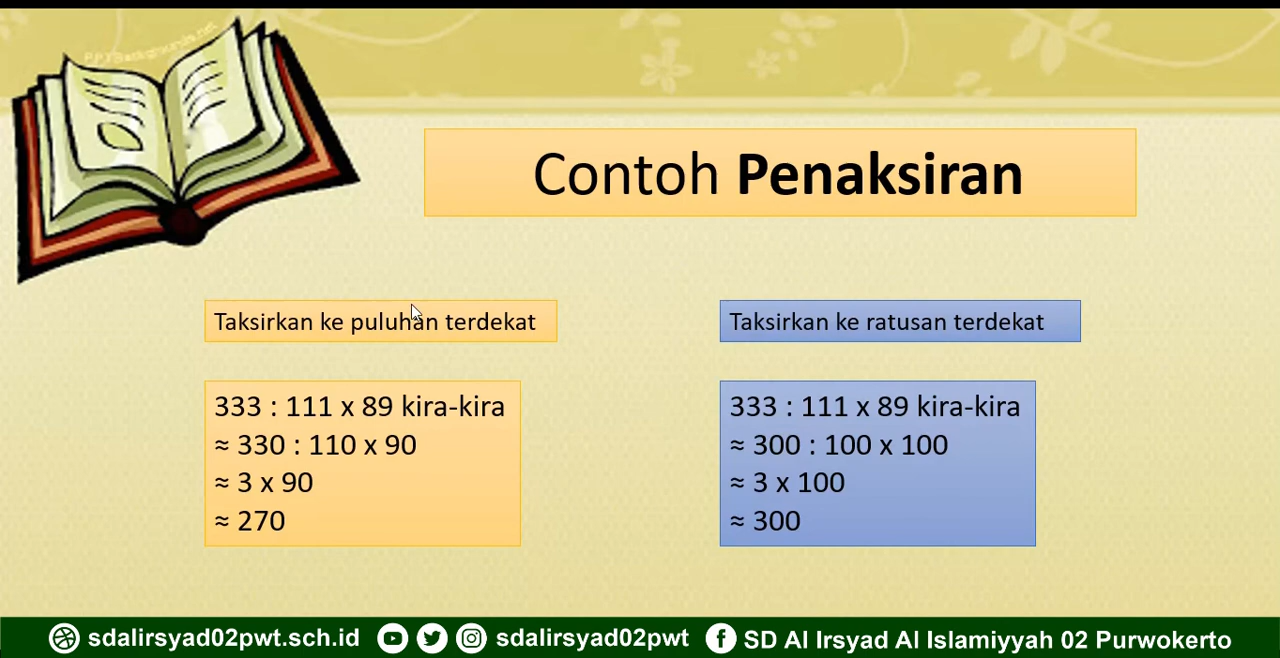 PPTBackgrounds.net
Contoh Penaksiran
Taksirkan ke puluhan terdekat
333 : 111 x 89 kira-kira
≈ 330 : 110 x 90
≈ 3 x 90
≈ 270
Taksirkan ke ratusan terdekat
333 : 111 x 89 kira-kira
≈ 300 : 100 x 100
≈ 3 x 100
≈ 300
sdalirsyad02pwt.sch.id sdalirsyad02pwt SD Al Irsyad Al Islamiyyah 02 Purwokerto